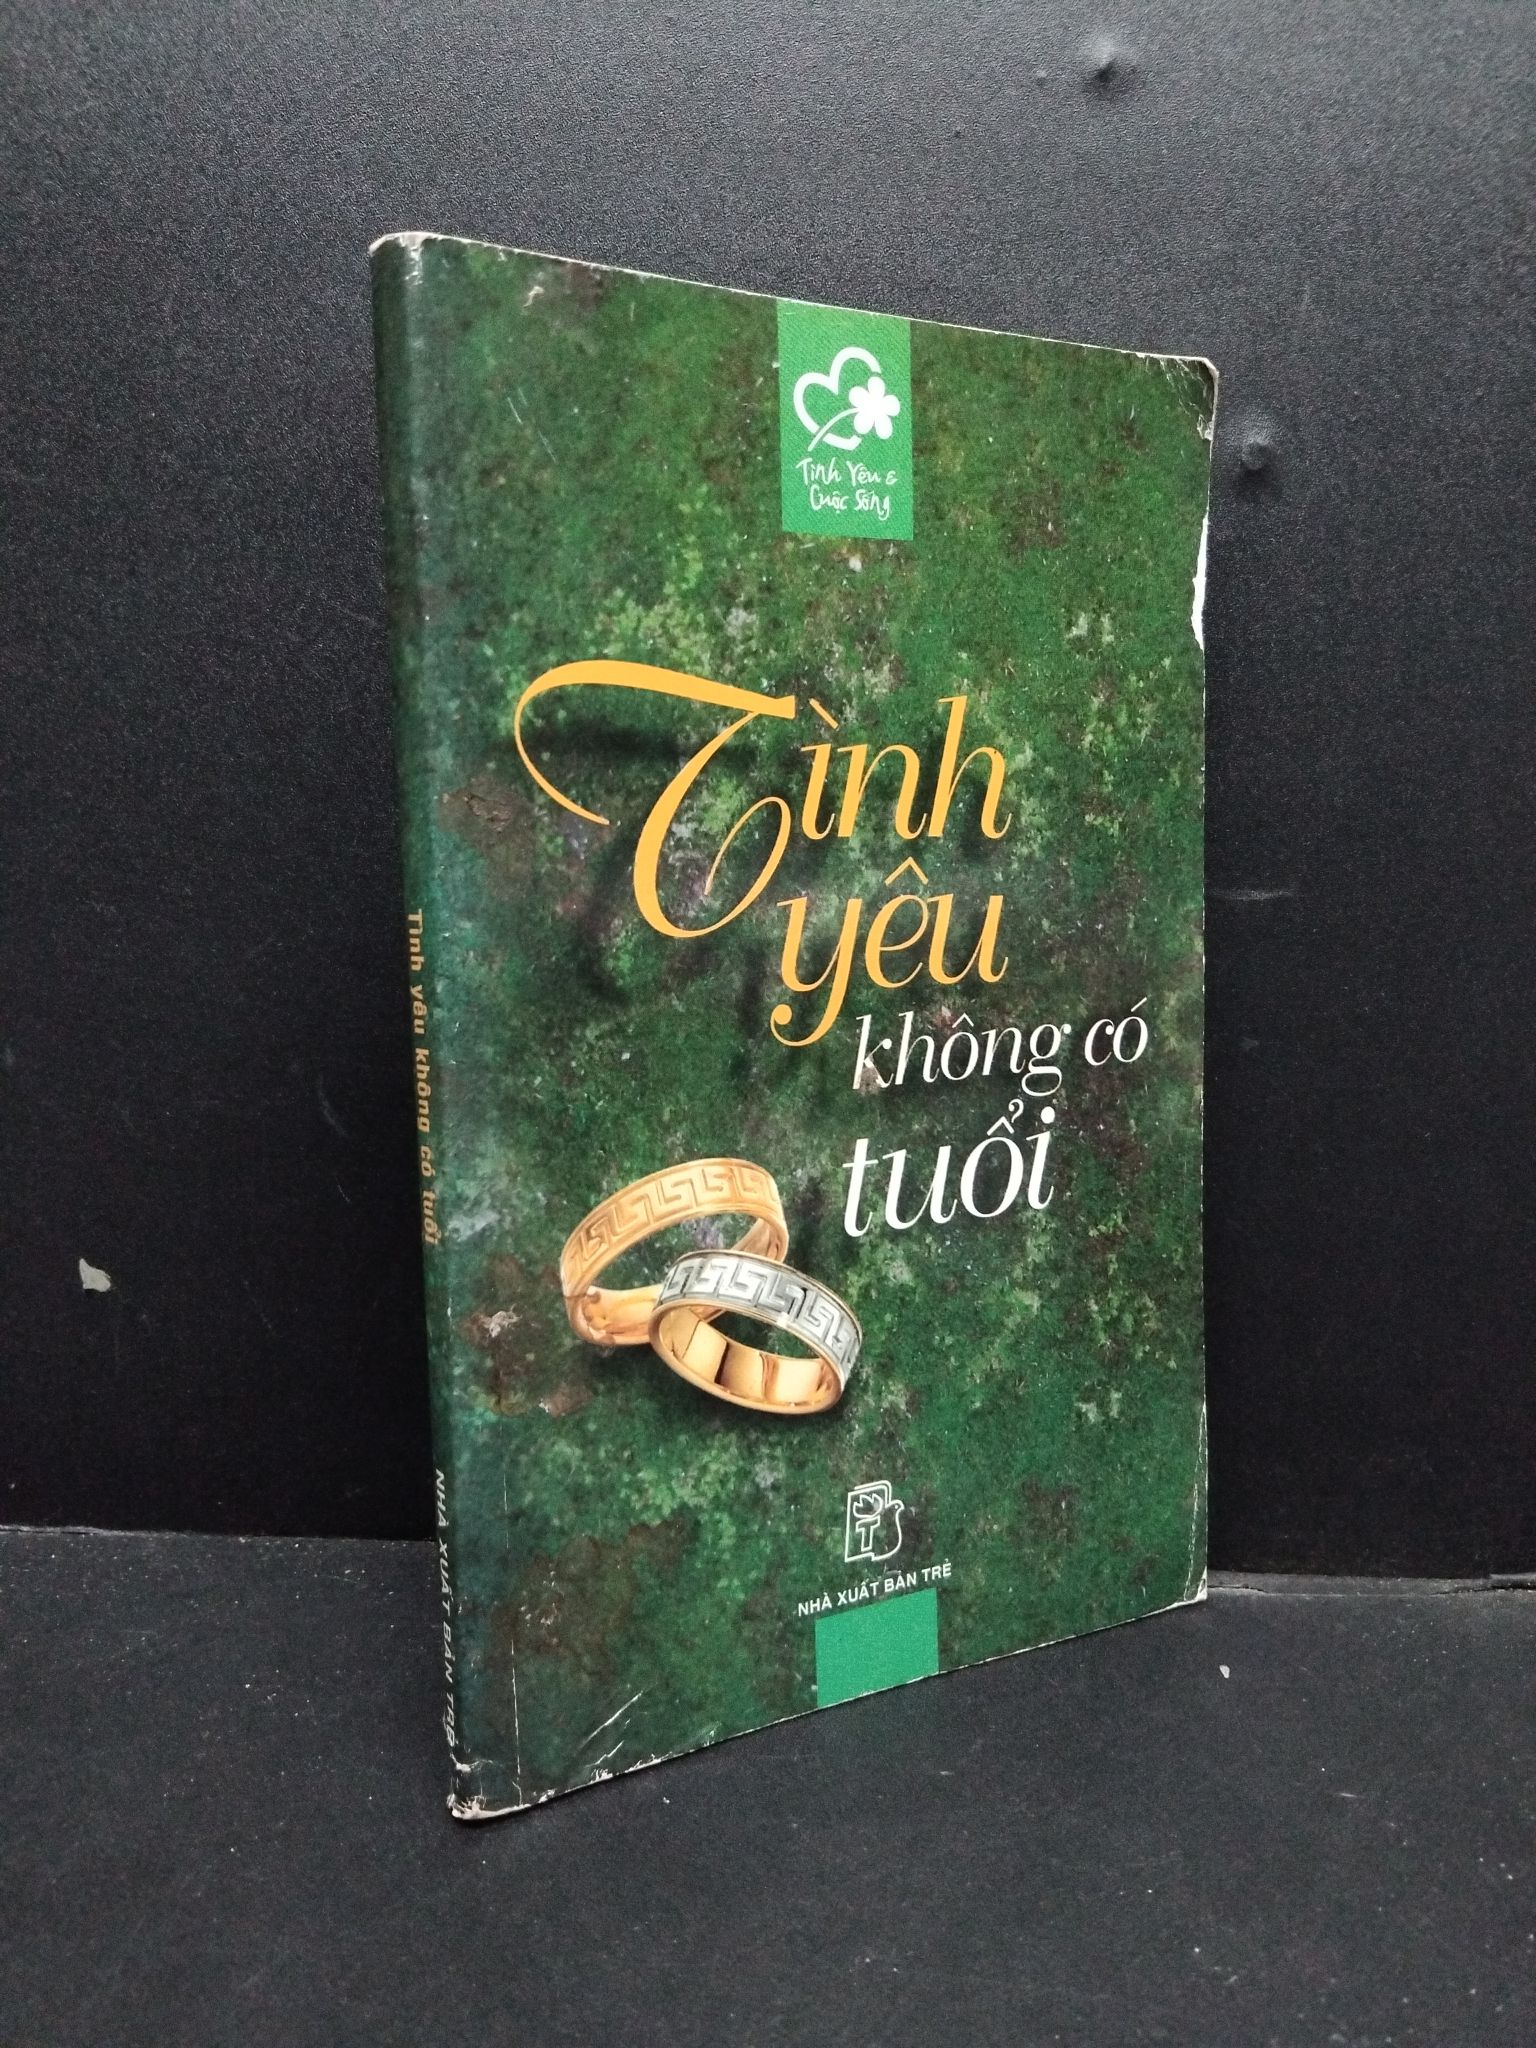 Tình Yêu &
Cuộc Sống
Tình
yêu
không có
tuổi
T
NHÀ XUẤT BẢN TRẺ
Tình yêu không có tuổi
NHÀ XUẤT BẢN TRẺ